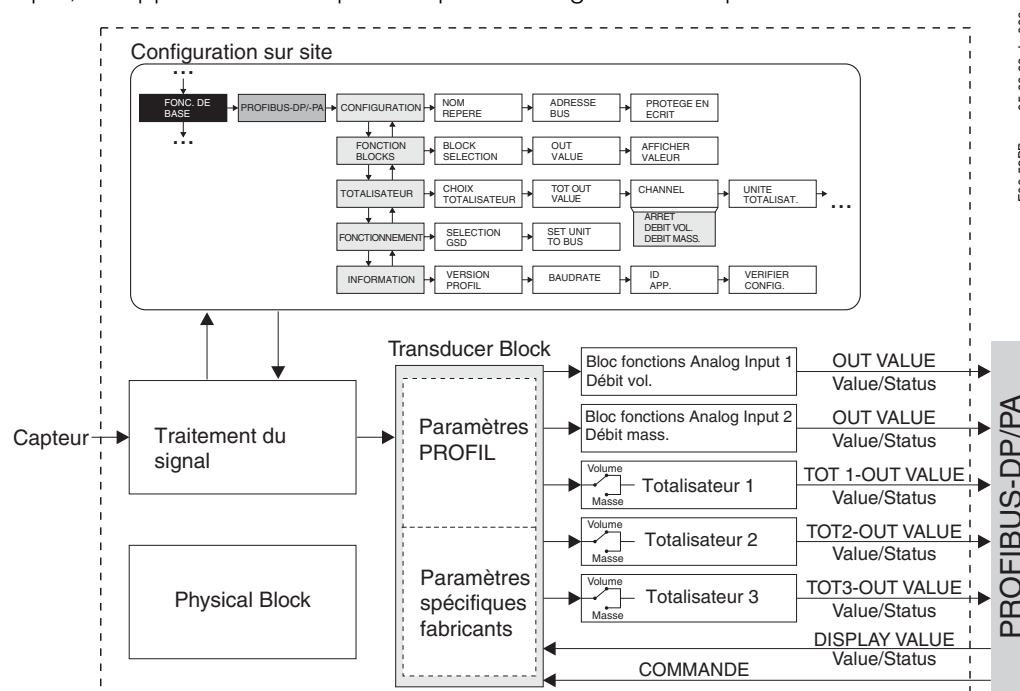 Configuration sur site
...
FONC. DE
BASE
...
PROFIBUS-DP/-PA
CONFIGURATION
NOM
REPERE
ADRESSE
BUS
PROTEGE EN
ECRIT
FONCTION
BLOCKS
BLOCK
SELECTION
OUT
VALUE
AFFICHER
VALEUR
TOTALISATEUR
CHOIX
TOTALISATEUR
TOT OUT
VALUE
CHANNEL
UNITE
TOTALISAT.
...
ARRET
DEBIT VOL.
DEBIT MASS.
FONCTIONNEMENT
SELECTION
GSD
SET UNIT
TO BUS
INFORMATION
VERSION
PROFIL
BAUDRATE
ID
APP.
VERIFIER
CONFIG.
Capteur
Traitement du
signal
Physical Block
Transducer Block
Paramètres
PROFIL
Paramètres
spécifiques
fabricants
Bloc fonctions Analog Input 1
Débit vol.
OUT VALUE
Value/Status
Bloc fonctions Analog Input 2
Débit mass.
OUT VALUE
Value/Status
Volume
Masse
Totalisateur 1
TOT 1-OUT VALUE
Value/Status
Volume
Masse
Totalisateur 2
TOT2-OUT VALUE
Value/Status
Volume
Masse
Totalisateur 3
TOT3-OUT VALUE
Value/Status
DISPLAY VALUE
Value/Status
COMMANDE
PROFIBUS-DP/PA